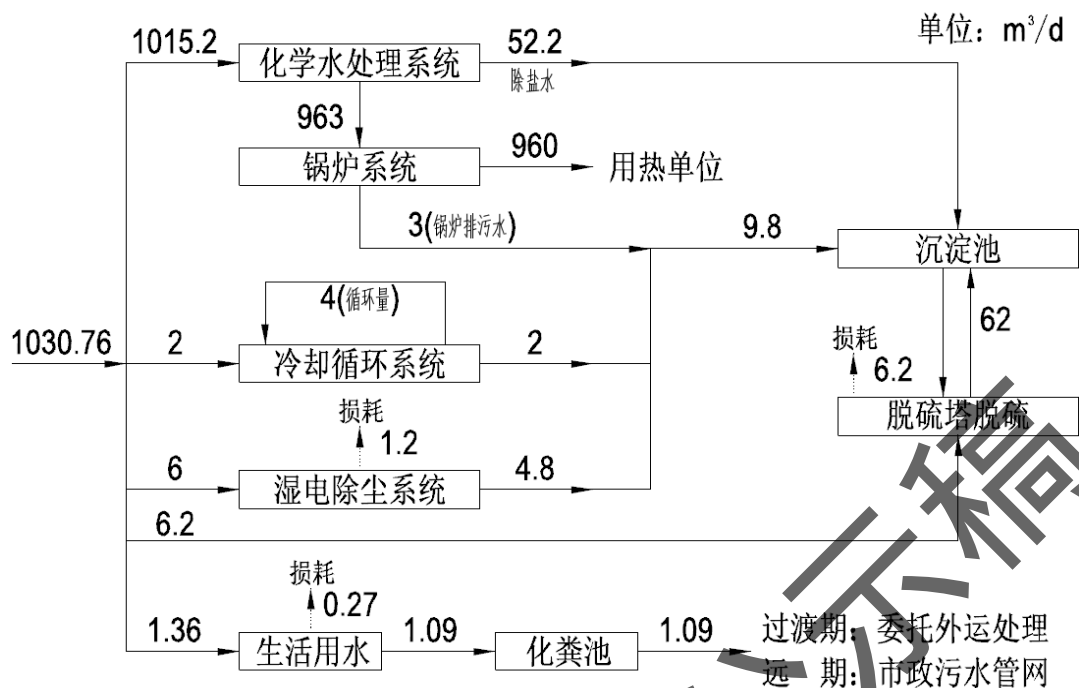 单位：m³/d
1015.2
化学水处理系统
52.2
除盐水
963
锅炉系统
960
用热单位
3(锅炉排污水)
9.8
沉淀池
4(循环量)
62
1030.76
2
冷却循环系统
2
损耗
6.2
脱硫塔脱硫
损耗
1.2
6
湿电除尘系统
4.8
6.2
损耗
0.27
1.36
生活用水
1.09
化粪池
1.09
过渡期：委托外运处理
远　期：市政污水管网
示稿